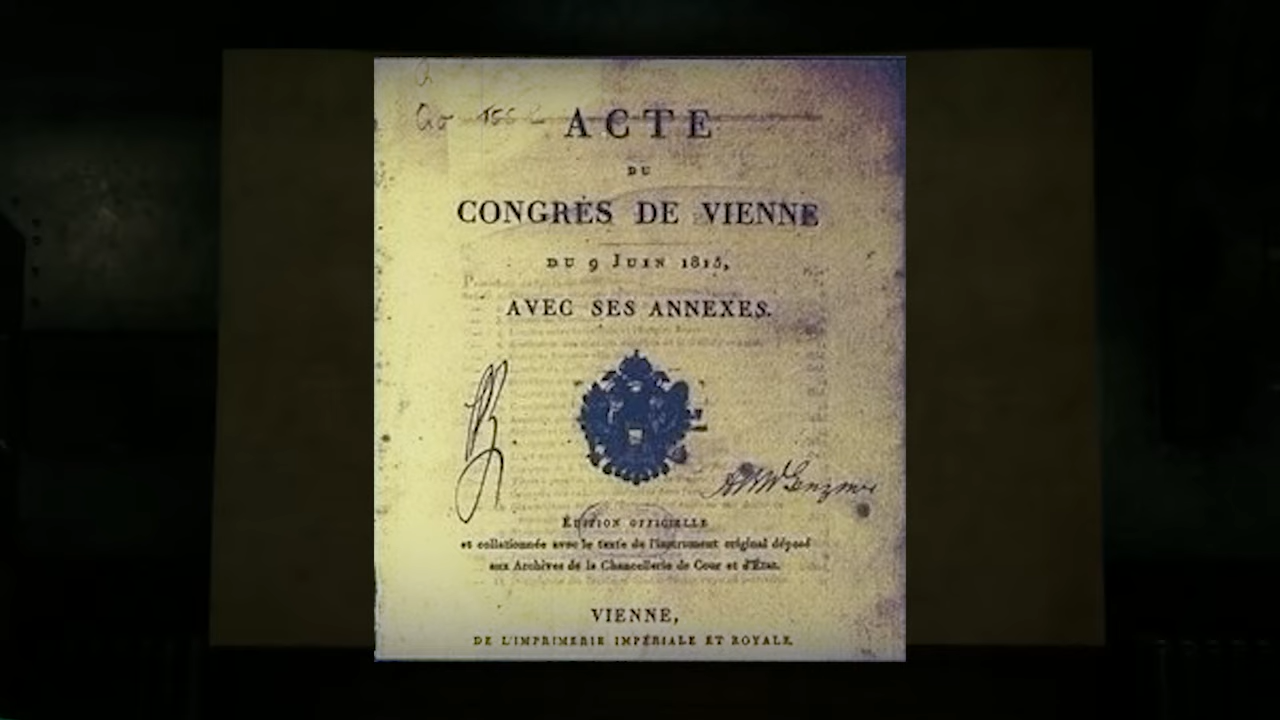 ACTE
DU
CONGRÈS DE VIENNE
DU 9 JUIN 1815,
AVEC SES ANNEXES.
ÉDITION OFFICIELLE
et collationnée avec le texte de l'instrument original déposé
aux Archives de la Chancellerie de Cour et d'État.
VIENNE,
DE L'IMPRIMERIE IMPÉRIALE ET ROYALE.